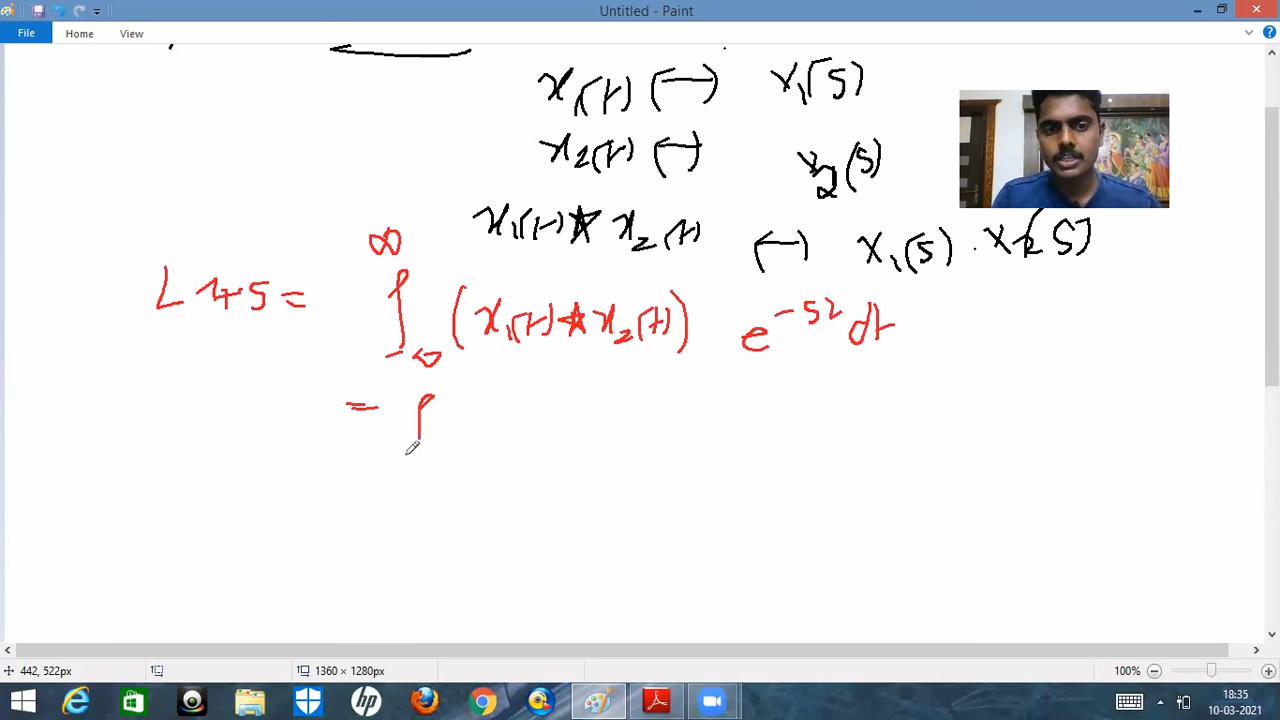 Untitled - Paint
File Home View
x₁(t) ⟷ X₁(s)
x₂(t) ⟷ X₂(s)
x₁(t) ★ x₂(t) ⟷ X₁(s) . X₂(s)
LHS = ∫ ∞ -∞ (x₁(t) ★ x₂(t)) e^-st dt
= ∫
442, 522px 1360 × 1280px 100%
18:35
10-03-2021